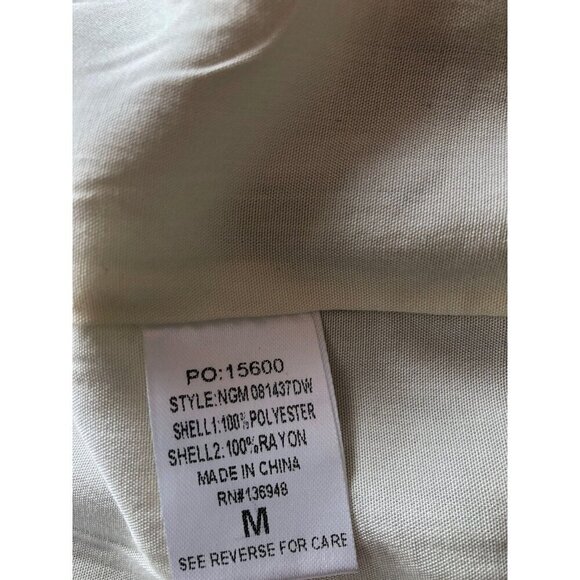 PO:15600
STYLE:NGM081437DW
SHELL1:100%POLYESTER
SHELL2:100%RAYON
MADE IN CHINA
RN#136948
M
SEE REVERSE FOR CARE